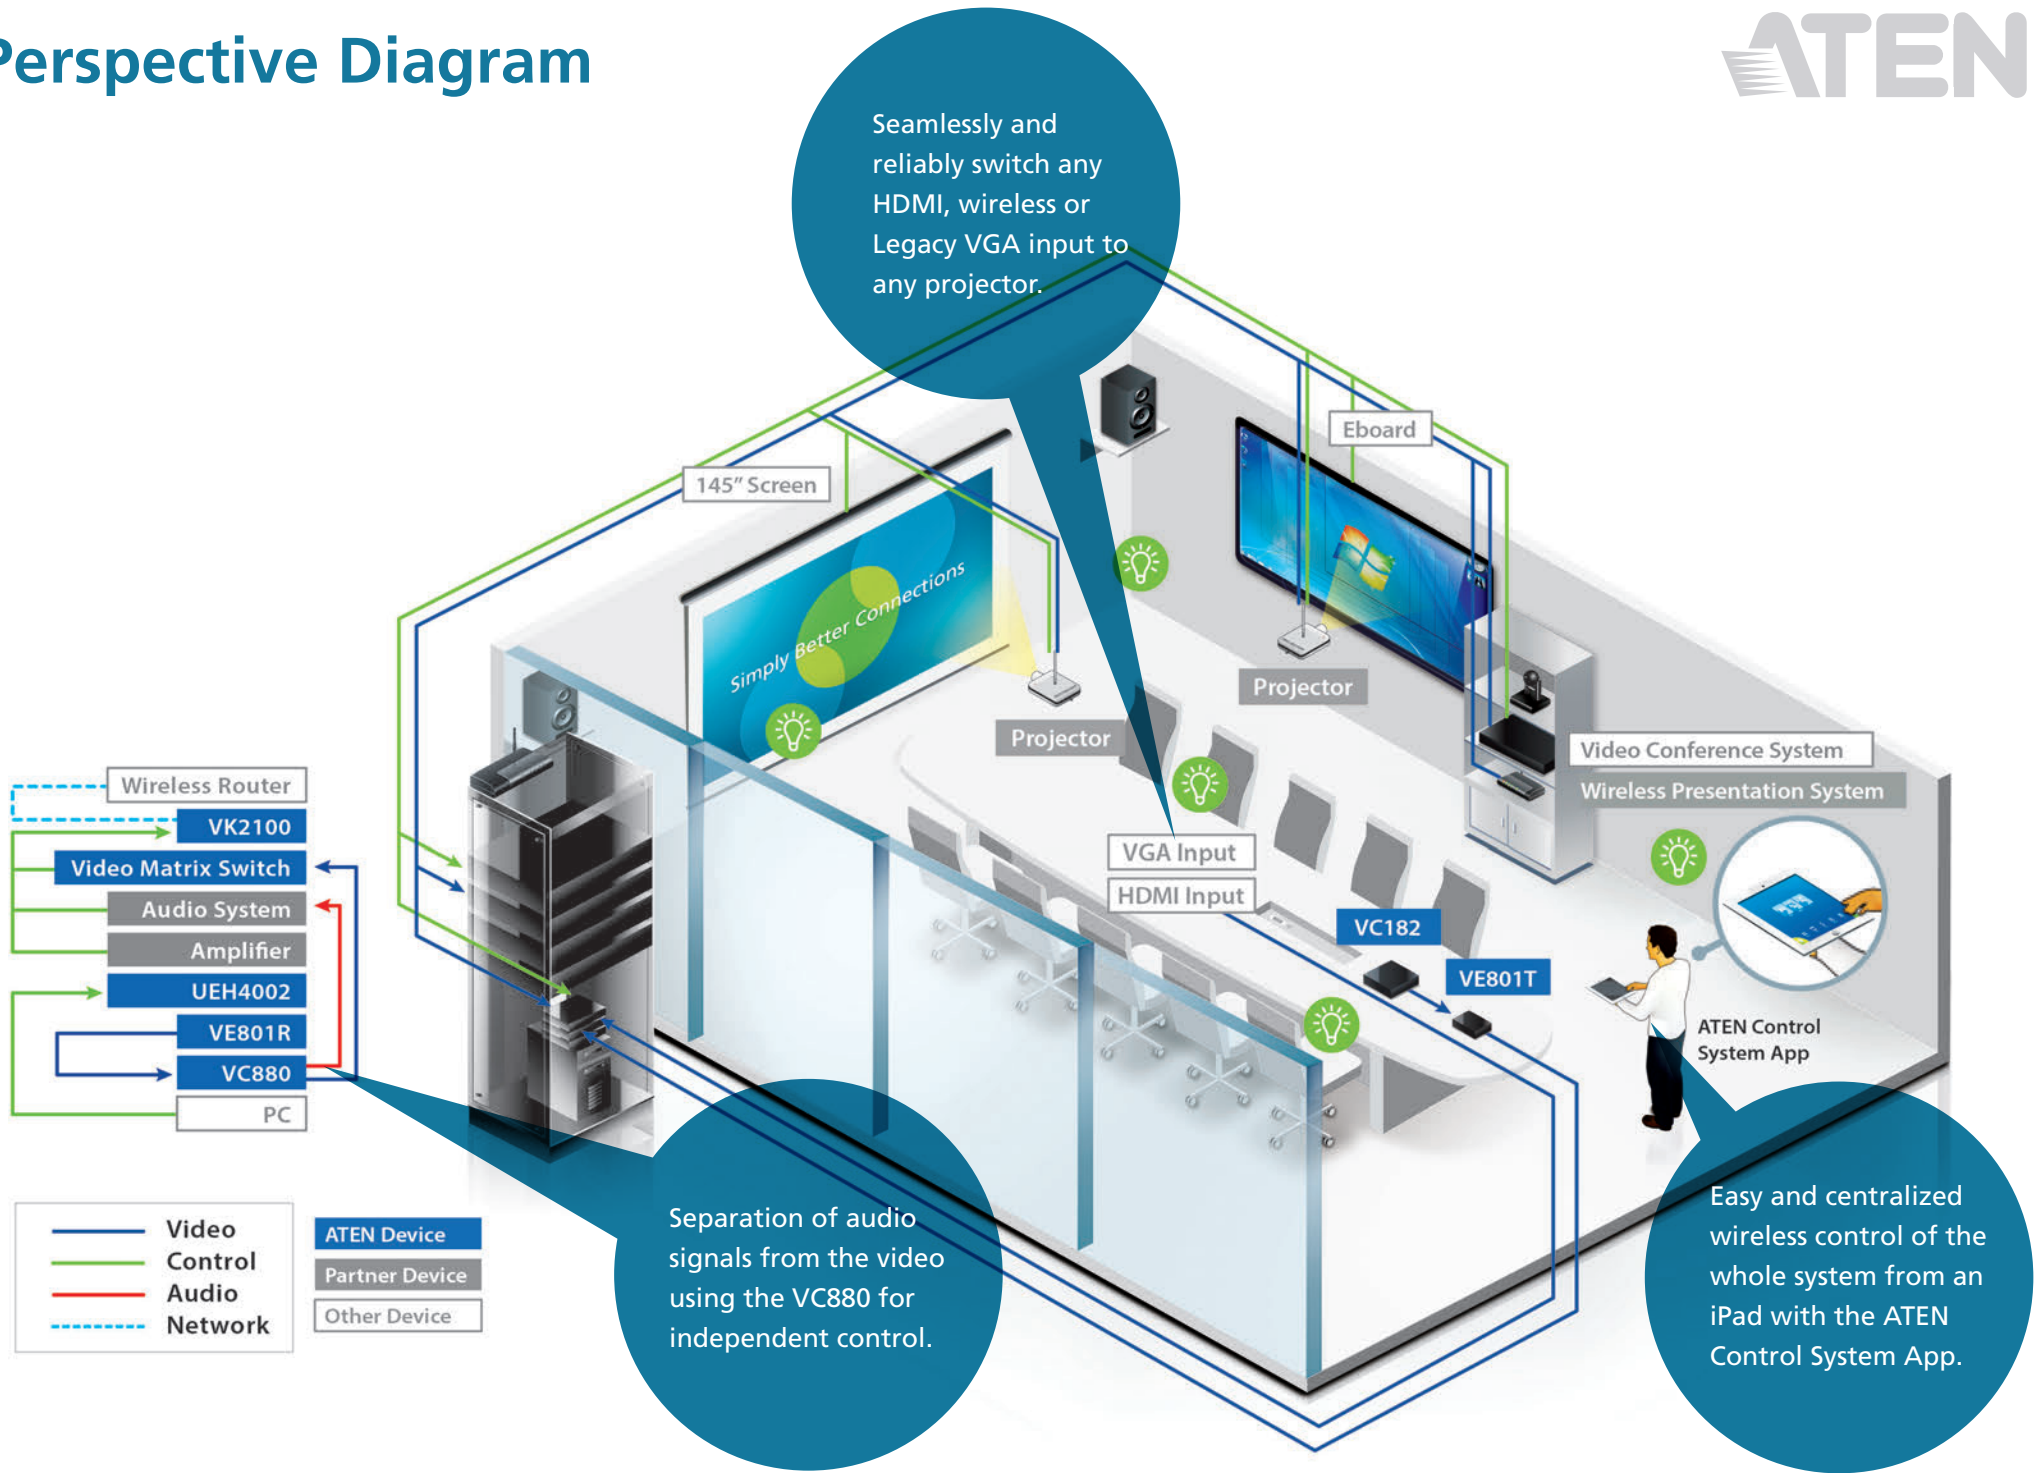 Perspective Diagram
ATEN
Seamlessly and
reliably switch any
HDMI, wireless or
Legacy VGA input to
any projector.
Eboard
145" Screen
Simply Better Connections
Projector
Projector
Video Conference System
Wireless Presentation System
Wireless Router
VK2100
Video Matrix Switch
Audio System
Amplifier
UEH4002
VE801R
VC880
PC
VGA Input
HDMI Input
VC182
VE801T
ATEN Control
System App
Video
Control
Audio
Network
ATEN Device
Partner Device
Other Device
Separation of audio
signals from the video
using the VC880 for
independent control.
Easy and centralized
wireless control of the
whole system from an
iPad with the ATEN
Control System App.